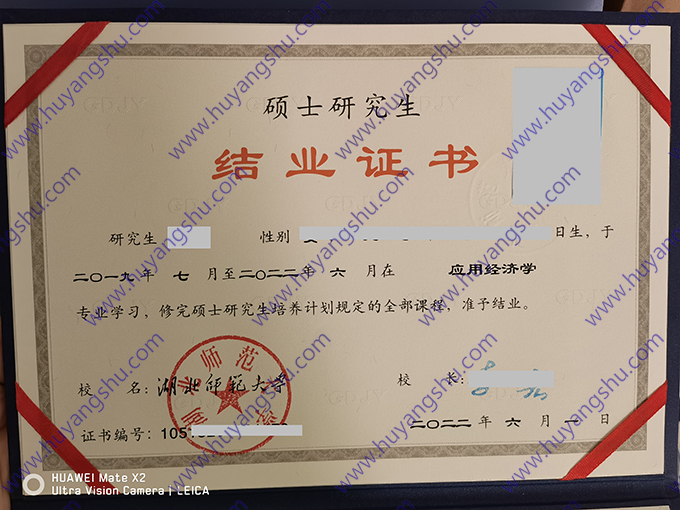 硕士研究生
结业证书
研究生 性别 日生，于
二〇一九年 七 月至二〇二二年 六 月在 应用经济学
专业学习，修完硕士研究生培养计划规定的全部课程，准予结业。
校 名：湖北师范大学 校 长：
证书编号：105 二〇二二 年 六 月 一 日
www.huyangshu.com
HUAWEI Mate X2
Ultra Vision Camera | LEICA